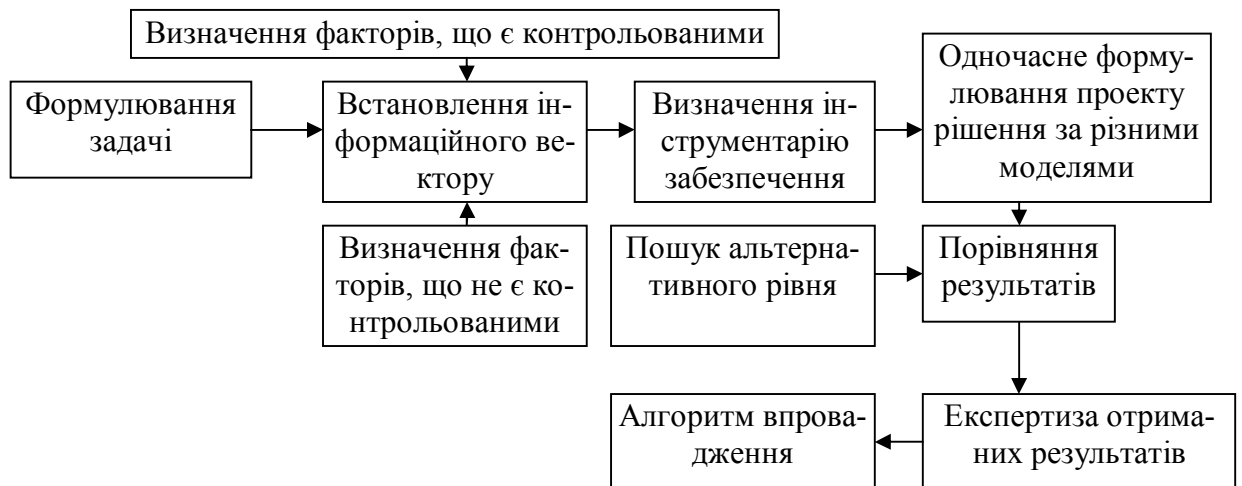 Визначення факторів, що є контрольованими
Формулювання
задачі
Встановлення ін-
формаційного ве-
ктору
Визначення ін-
струментарію
забезпечення
Одночасне форму-
лювання проекту
рішення за різними
моделями
Визначення фак-
торів, що не є ко-
нтрольованими
Пошук альтерна-
тивного рівня
Порівняння
результатів
Алгоритм впрова-
дження
Експертиза отрима-
них результатів